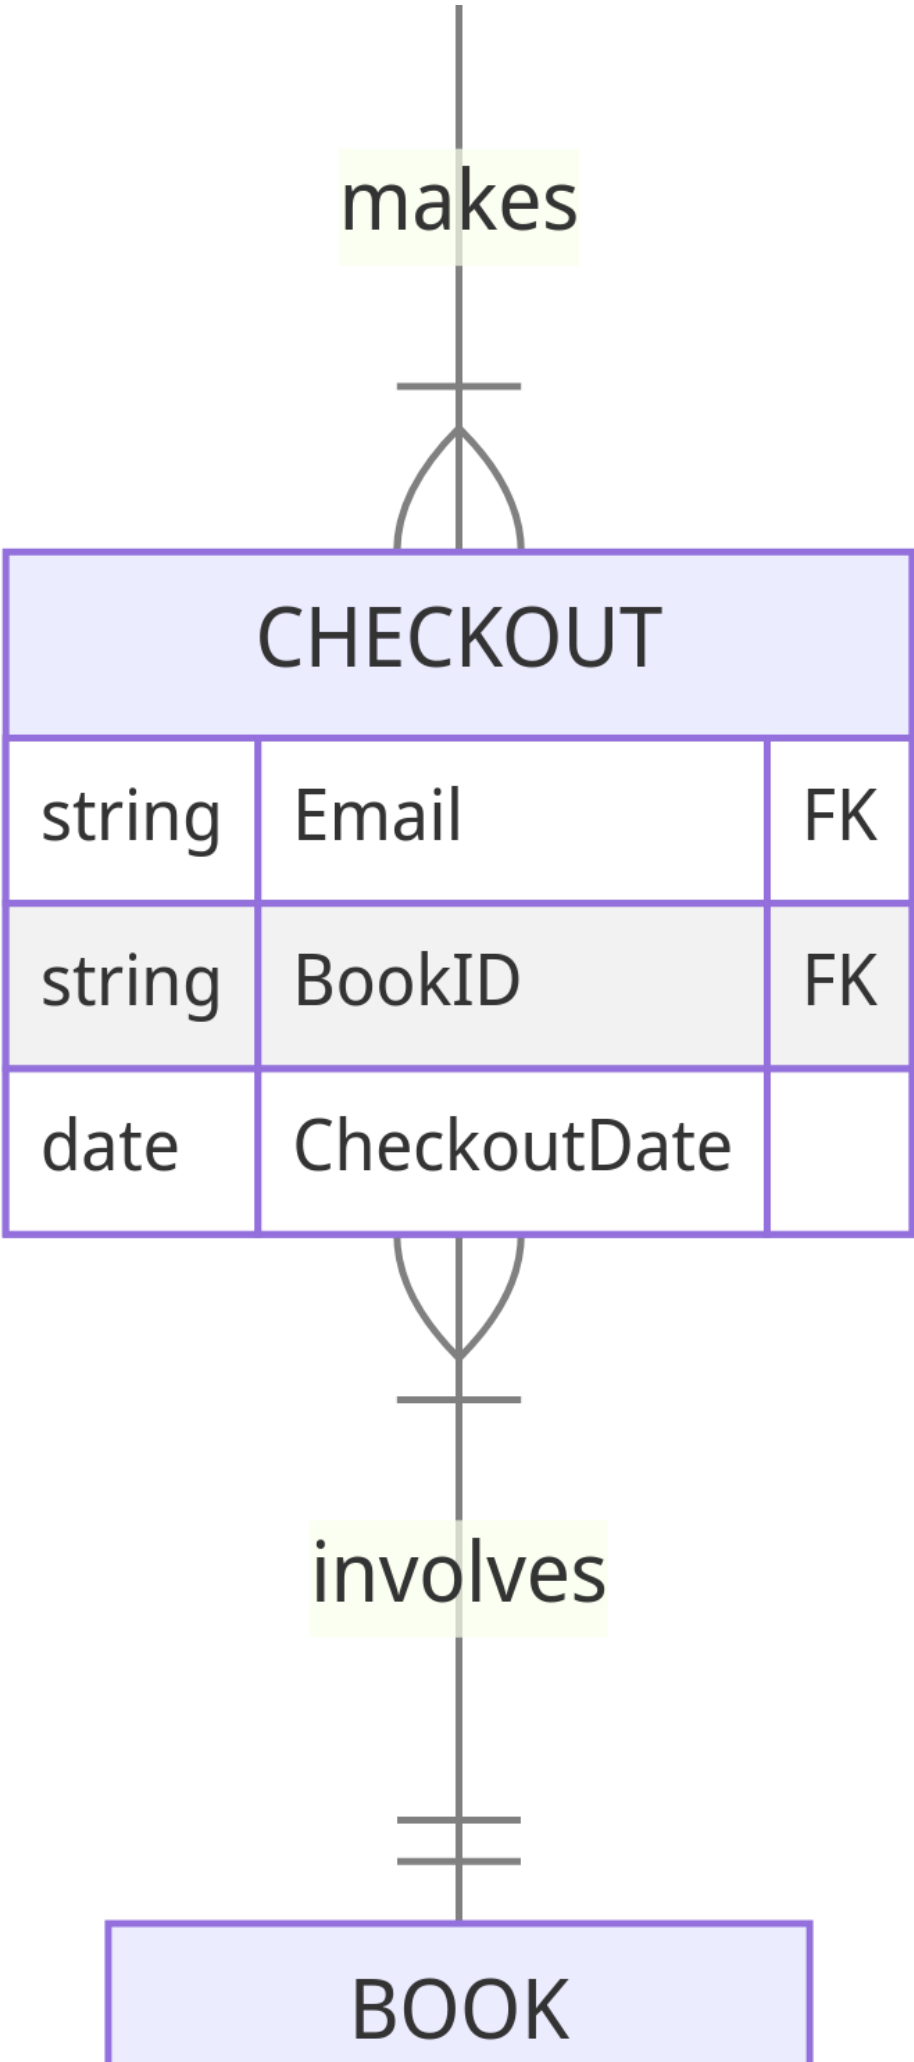 makes
CHECKOUT
string Email FK
string BookID FK
date CheckoutDate
involves
BOOK